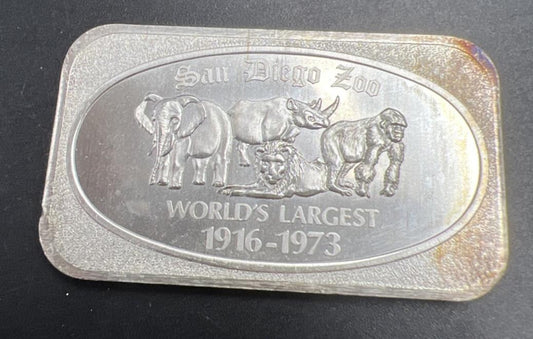 San Diego Zoo
WORLD'S LARGEST
1916-1973